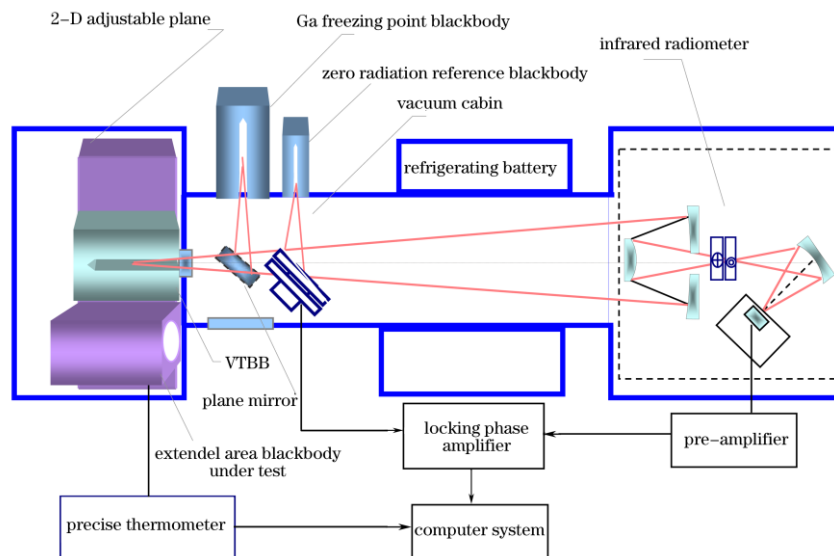 2-D adjustable plane
Ga freezing point blackbody
infrared radiometer
zero radiation reference blackbody
vacuum cabin
refrigerating battery
VTBB
plane mirror
extendel area blackbody
under test
locking phase
amplifier
pre-amplifier
precise thermometer
computer system